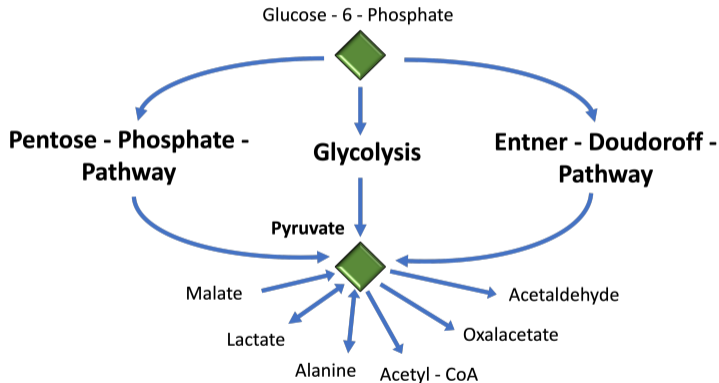 Glucose - 6 - Phosphate
Pentose - Phosphate -
Pathway
Glycolysis
Entner - Doudoroff -
Pathway
Pyruvate
Malate
Acetaldehyde
Lactate
Oxalacetate
Alanine
Acetyl - CoA